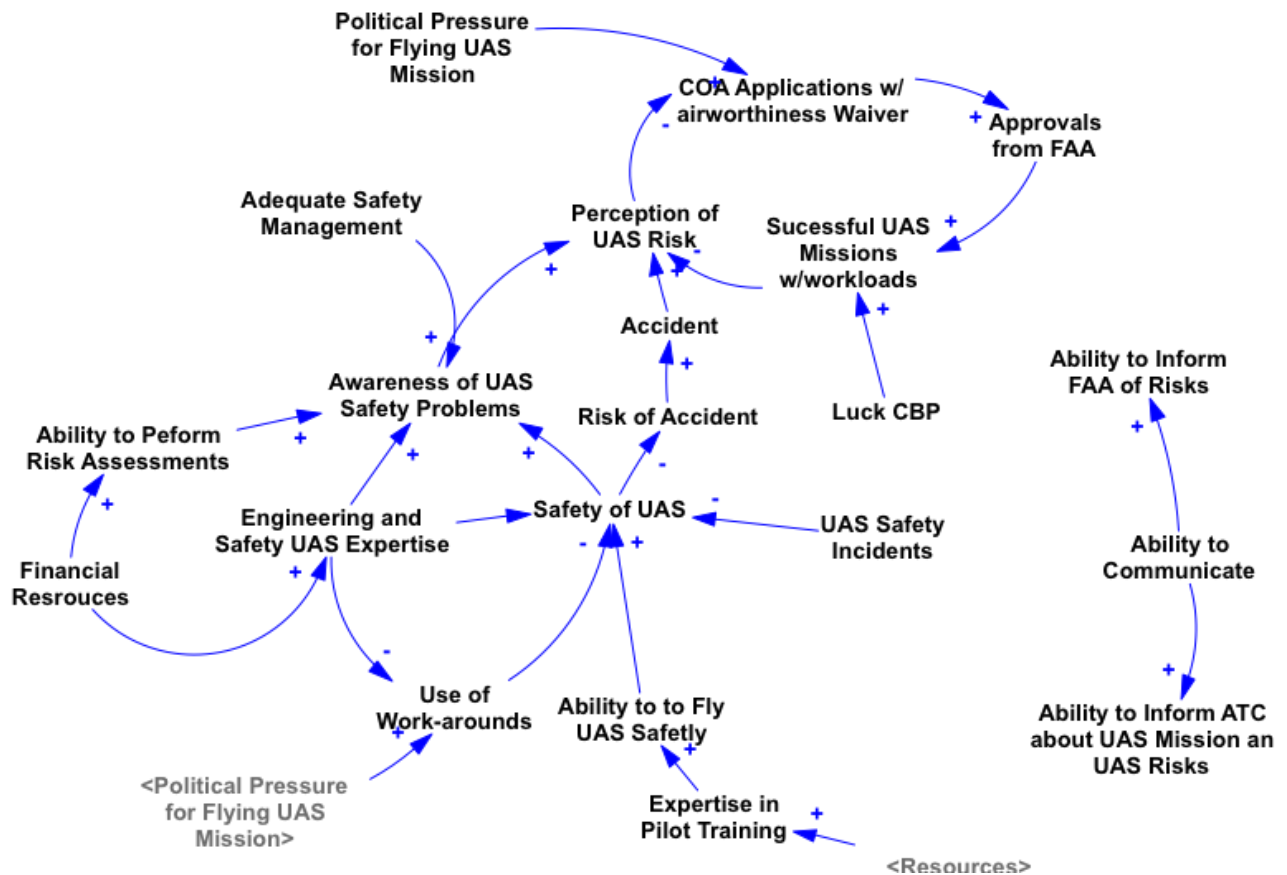 Political Pressure
for Flying UAS
Mission
COA Applications w/
airworthiness Waiver
+
-
+
Approvals
from FAA
Adequate Safety
Management
Perception of
UAS Risk
Sucessful UAS
Missions
w/workloads
+
-
+
+
+
Accident
+
+
Awareness of UAS
Safety Problems
Risk of Accident
Luck CBP
Ability to Inform
FAA of Risks
+
Ability to Peform
Risk Assessments
+
+
+
-
+
Engineering and
Safety UAS Expertise
Safety of UAS
-
UAS Safety
Incidents
Ability to
Communicate
Financial
Resrouces
+
-
+
-
+
Use of
Work-arounds
+
Ability to to Fly
UAS Safetly
+
Ability to Inform ATC
about UAS Mission an
UAS Risks
<Political Pressure
for Flying UAS
Mission>
Expertise in
Pilot Training
+
<Resources>